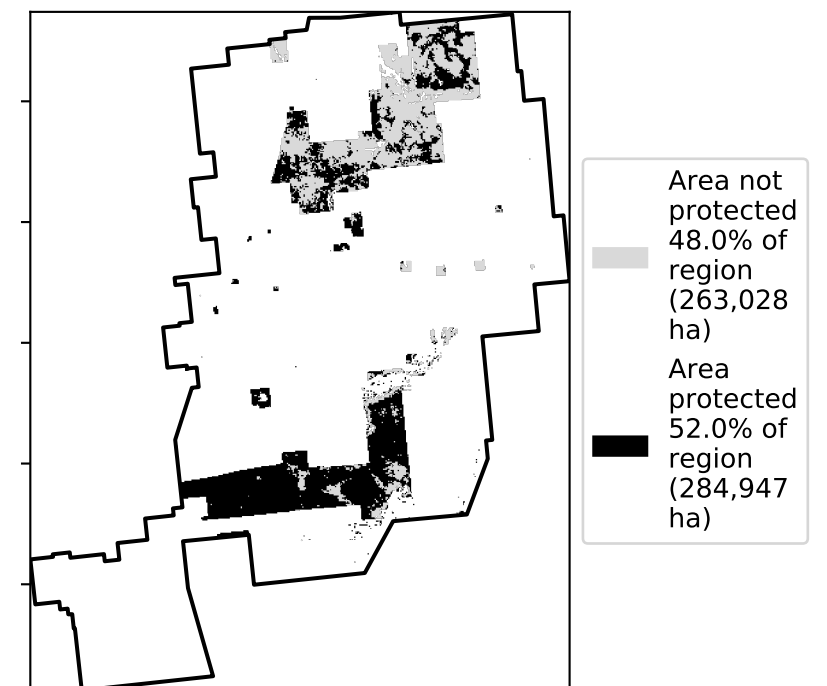 Area not
protected
48.0% of
region
(263,028
ha)
Area
protected
52.0% of
region
(284,947
ha)